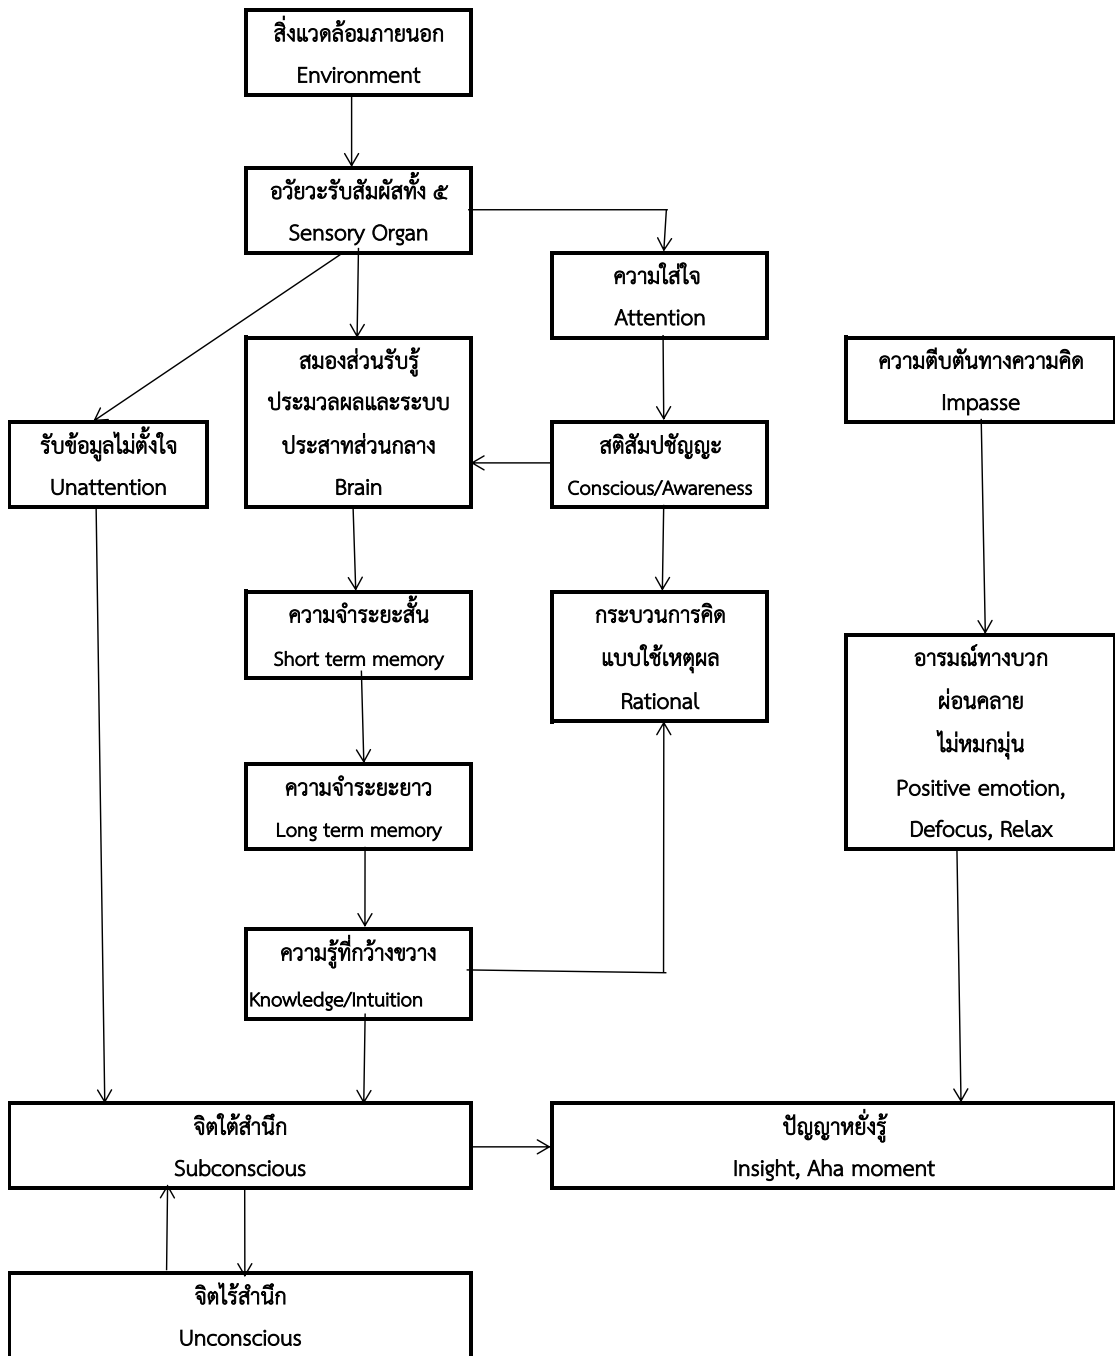 สิ่งแวดล้อมภายนอก
Environment
อวัยวะรับสัมผัสทั้ง ๕
Sensory Organ
ความใส่ใจ
Attention
สมองส่วนรับรู้
ประมวลผลและระบบ
ประสาทส่วนกลาง
Brain
ความตีบตันทางความคิด
Impasse
รับข้อมูลไม่ตั้งใจ
Unattention
สติสัมปชัญญะ
Conscious/Awareness
ความจำระยะสั้น
Short term memory
กระบวนการคิด
แบบใช้เหตุผล
Rational
อารมณ์ทางบวก
ผ่อนคลาย
ไม่หมกมุ่น
Positive emotion,
Defocus, Relax
ความจำระยะยาว
Long term memory
ความรู้ที่กว้างขวาง
Knowledge/Intuition
จิตใต้สำนึก
Subconscious
ปัญญาหยั่งรู้
Insight, Aha moment
จิตไร้สำนึก
Unconscious